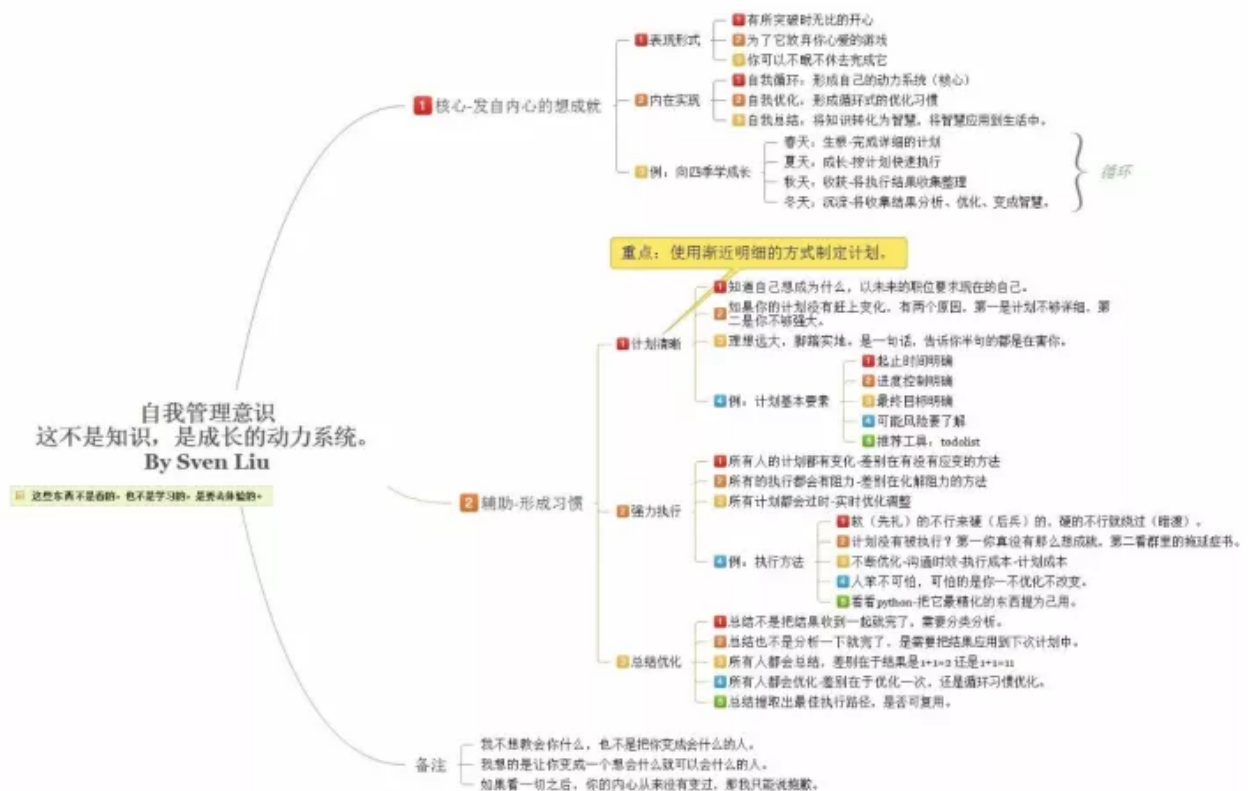 自我管理意识
这不是知识，是成长的动力系统。
By Sven Liu
这些东西不是看的，也不是学习的，是要去体验的。
1 核心-发自内心的想成就
1 表现形式
1 有所突破时无比的开心
2 为了它放弃你心爱的游戏
3 你可以不眠不休去完成它
2 内在实现
1 自我循环：形成自己的动力系统（核心）
2 自我优化，形成循环式的优化习惯
3 自我总结，将知识转化为智慧，将智慧应用到生活中。
3 例：向四季学成长
春天：生根-完成详细的计划
夏天，成长-按计划快速执行
秋天，收获-将执行结果收集整理
冬天：沉淀-将收集结果分析、优化、变成智慧。
循环
2 辅助-形成习惯
重点：使用渐近明细的方式制定计划。
1 计划清晰
1 知道自己想成为什么，以未来的职位要求现在的自己。
2 如果你的计划没有赶上变化，有两个原因，第一是计划不够详细，第
二是你不够强大。
3 理想远大，脚踏实地，是一句话，告诉你半句的都是在害你。
4 例：计划基本要素
1 起止时间明确
2 进度控制明确
3 最终目标明确
4 可能风险要了解
5 推荐工具：todolist
2 强力执行
1 所有人的计划都有变化-差别在有没有应变的方法
2 所有的执行都会有阻力-差别在化解阻力的方法
3 所有计划都会过时-实时优化调整
4 例：执行方法
1 软（先礼）的不行来硬（后兵）的，硬的不行就绕过（暗渡）。
2 计划没有被执行？第一你真没有那么想成就，第二看群里的拖延症书。
3 不断优化-沟通时效-执行成本-计划成本
4 人笨不可怕，可怕的是你一不优化不改变。
5 看看python-把它最精化的东西提为己用。
3 总结优化
1 总结不是把结果收到一起就完了，需要分类分析。
2 总结也不是分析一下就完了，是需要把结果应用到下次计划中。
3 所有人都会总结，差别在于结果是1+1=2 还是1+1=11
4 所有人都会优化-差别在于优化一次，还是循环习惯优化。
5 总结提取出最佳执行路径，是否可复用。
备注
我不想教会你什么，也不是把你变成会什么的人。
我想的是让你变成一个想会什么就可以会什么的人。
如果看一切之后，你的内心从来没有变过，那我只能说抱歉。